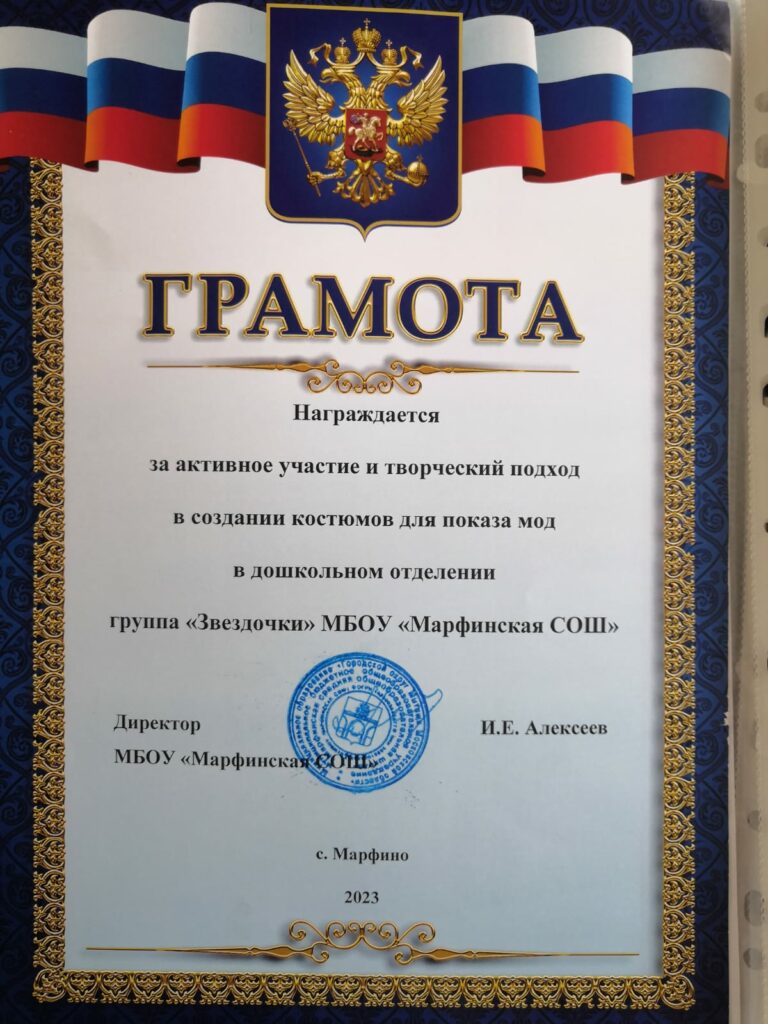 ГРАМОТА
Награждается
за активное участие и творческий подход
в создании костюмов для показа мод
в дошкольном отделении
группа «Звездочки» МБОУ «Марфинская СОШ»
Директор
И.Е. Алексеев
МБОУ «Марфинская СОШ»
с. Марфино
2023